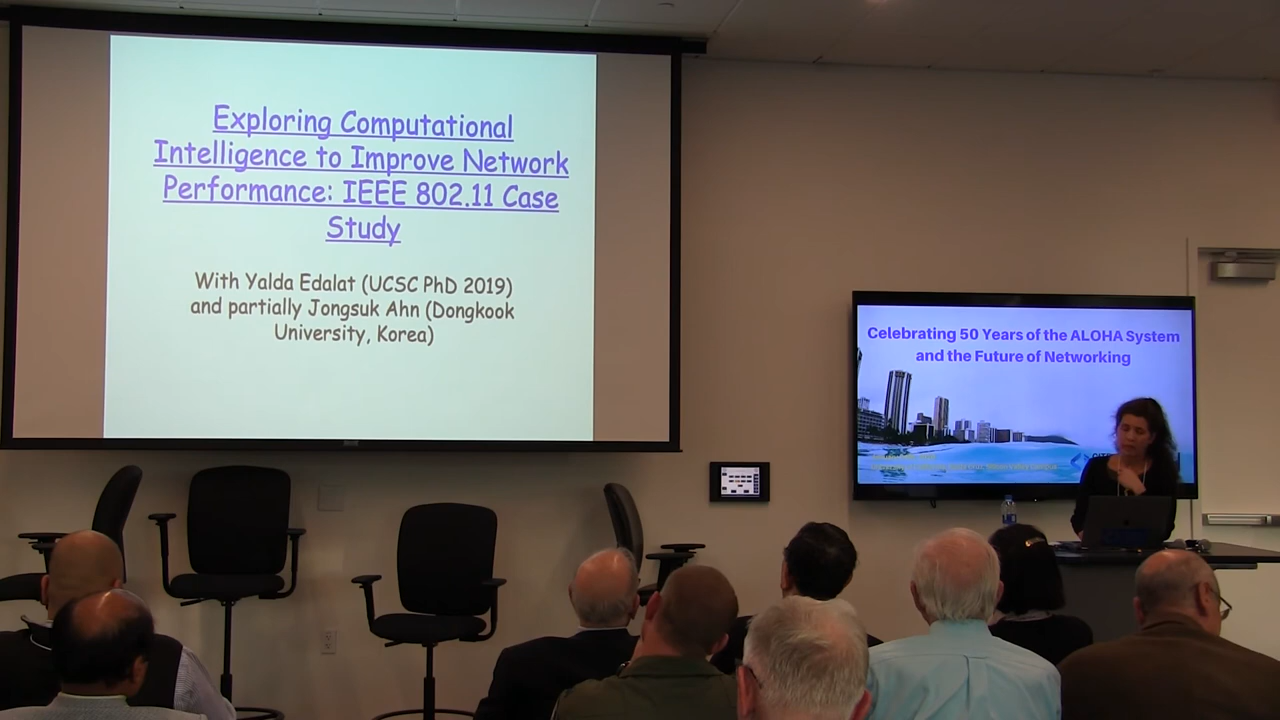 Exploring Computational
Intelligence to Improve Network
Performance: IEEE 802.11 Case
Study
With Yalda Edalat (UCSC PhD 2019)
and partially Jongsuk Ahn (Dongkook
University, Korea)
Celebrating 50 Years of the ALOHA System
and the Future of Networking